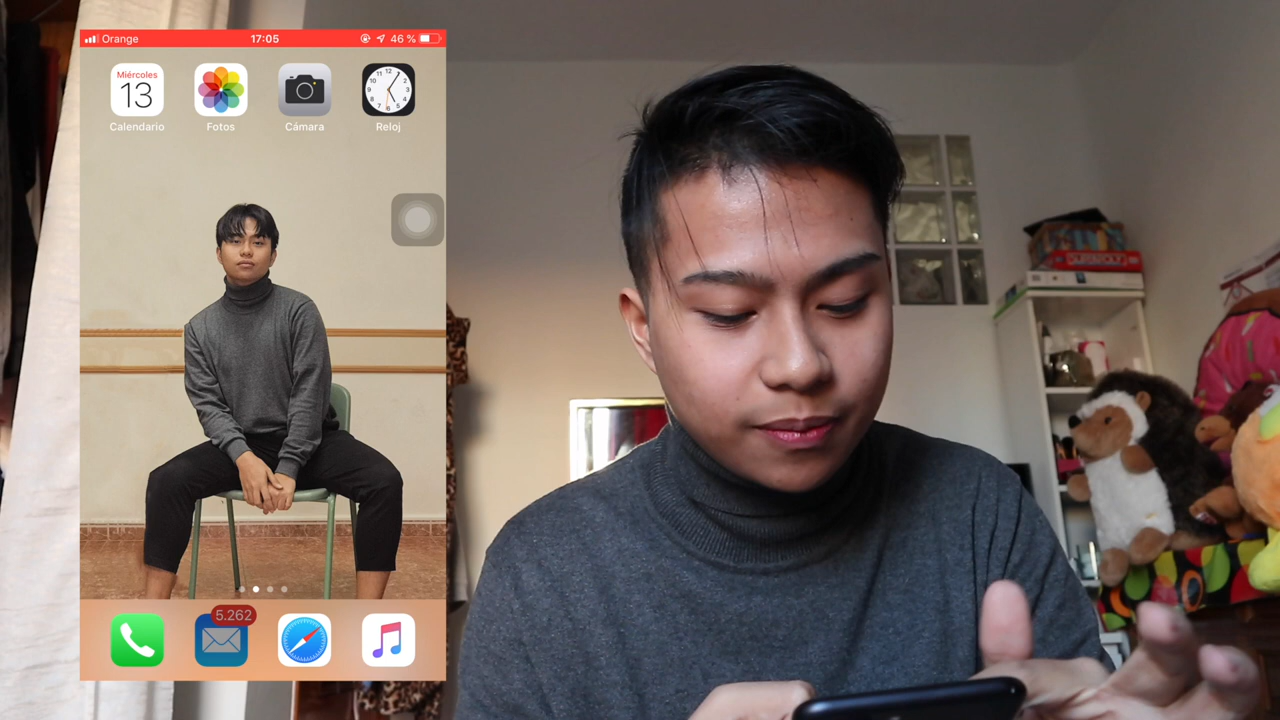 Orange 17:05 46 %
Miércoles
13
Calendario Fotos Cámara Reloj
5.262